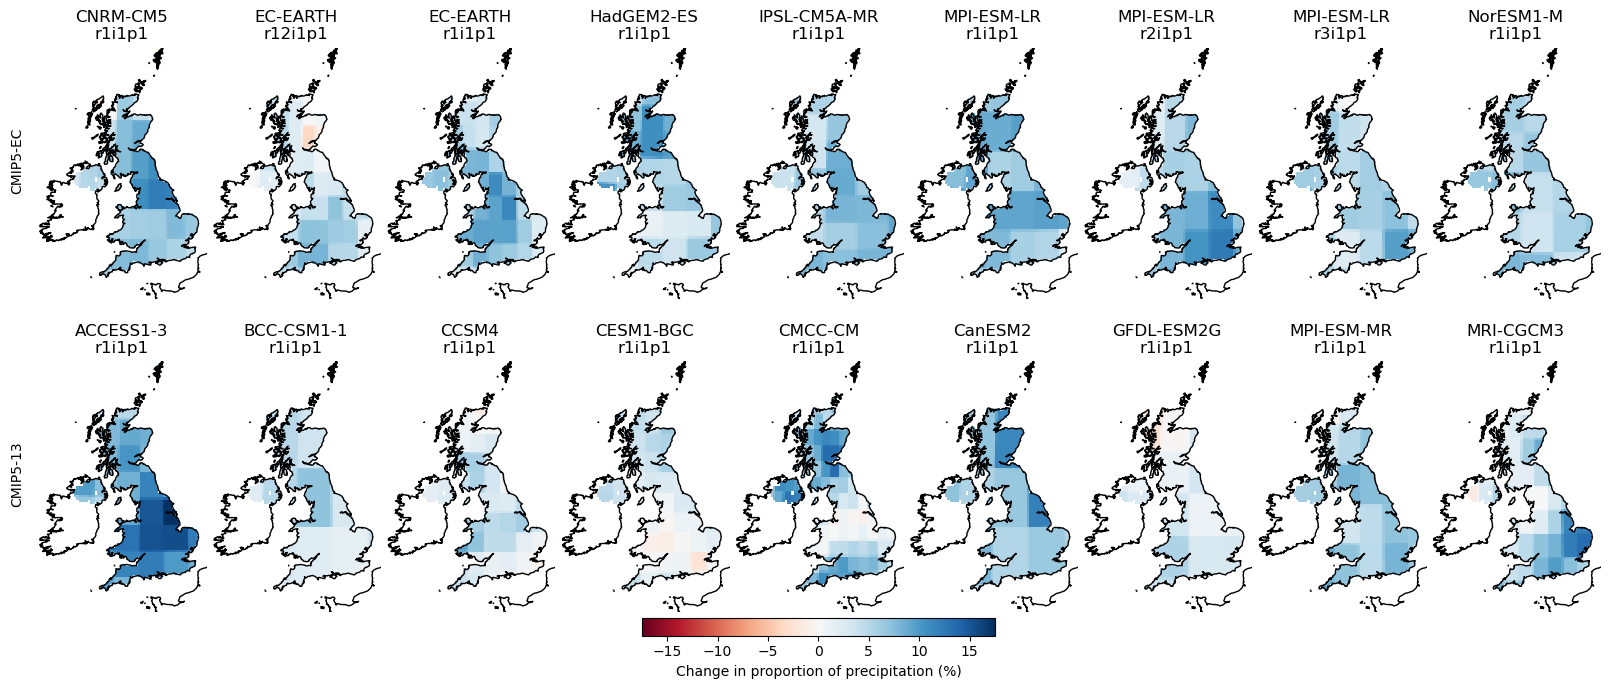 CNRM-CM5 EC-EARTH EC-EARTH HadGEM2-ES IPSL-CM5A-MR MPI-ESM-LR MPI-ESM-LR MPI-ESM-LR NorESM1-M
r1i1p1 r12i1p1 r1i1p1 r1i1p1 r1i1p1 r1i1p1 r2i1p1 r3i1p1 r1i1p1
CMIP5-EC
ACCESS1-3 BCC-CSM1-1 CCSM4 CESM1-BGC CMCC-CM CanESM2 GFDL-ESM2G MPI-ESM-MR MRI-CGCM3
r1i1p1 r1i1p1 r1i1p1 r1i1p1 r1i1p1 r1i1p1 r1i1p1 r1i1p1 r1i1p1
CMIP5-13
−15 −10 −5 0 5 10 15
Change in proportion of precipitation (%)